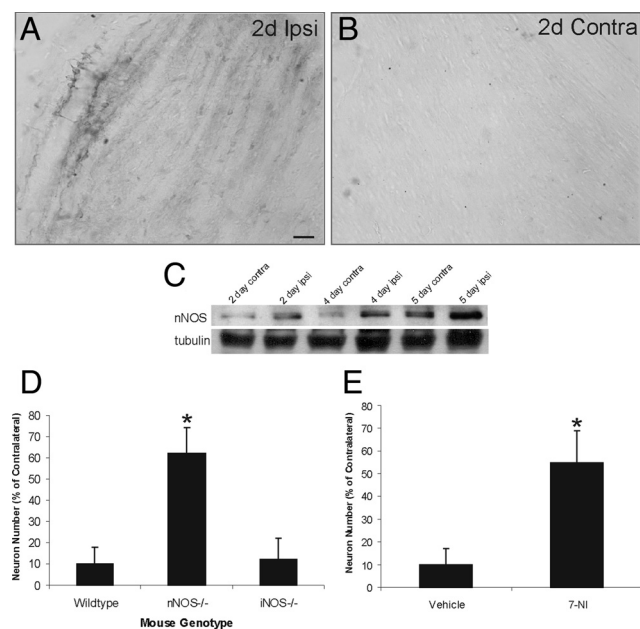 A
2d Ipsi
B
2d Contra
C
2 day contra
2 day ipsi
4 day contra
4 day ipsi
5 day contra
5 day ipsi
nNOS
tubulin
D
Neuron Number (% of Contralateral)
80
70
60
50
40
30
20
10
0
*
Wildtype
nNOS-/-
iNOS-/-
Mouse Genotype
E
Neuron Number (% of Contralateral)
80
70
60
50
40
30
20
10
0
*
Vehicle
7-NI